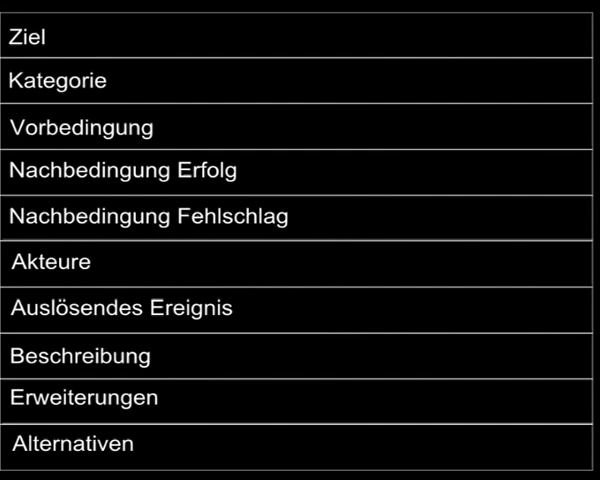 Ziel
Kategorie
Vorbedingung
Nachbedingung Erfolg
Nachbedingung Fehlschlag
Akteure
Auslösendes Ereignis
Beschreibung
Erweiterungen
Alternativen